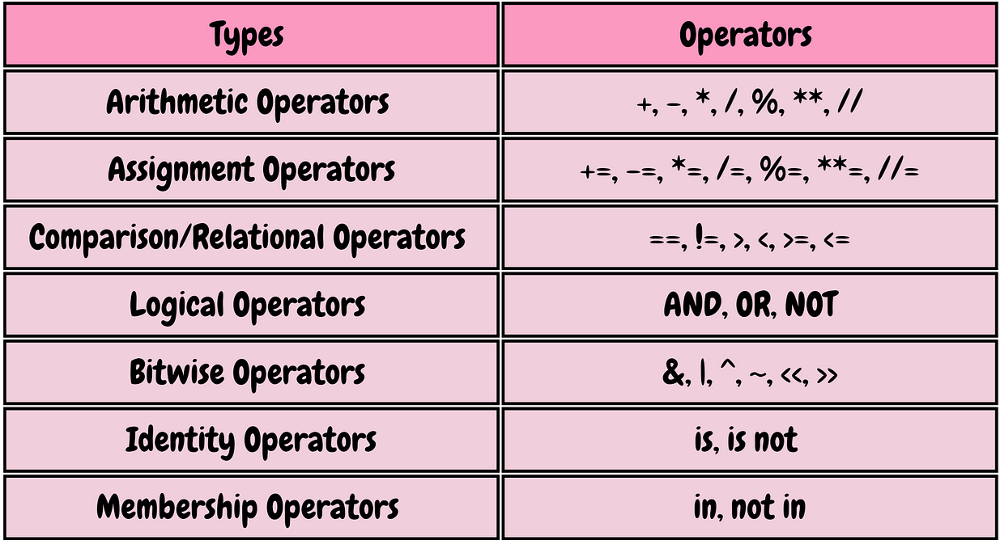 Types Operators
Arithmetic Operators +, -, *, /, %, **, //
Assignment Operators +=, -=, *=, /=, %=, **=, //=
Comparison/Relational Operators ==, !=, >, <, >=, <=
Logical Operators AND, OR, NOT
Bitwise Operators &, |, ^, ~, <<, >>
Identity Operators is, is not
Membership Operators in, not in